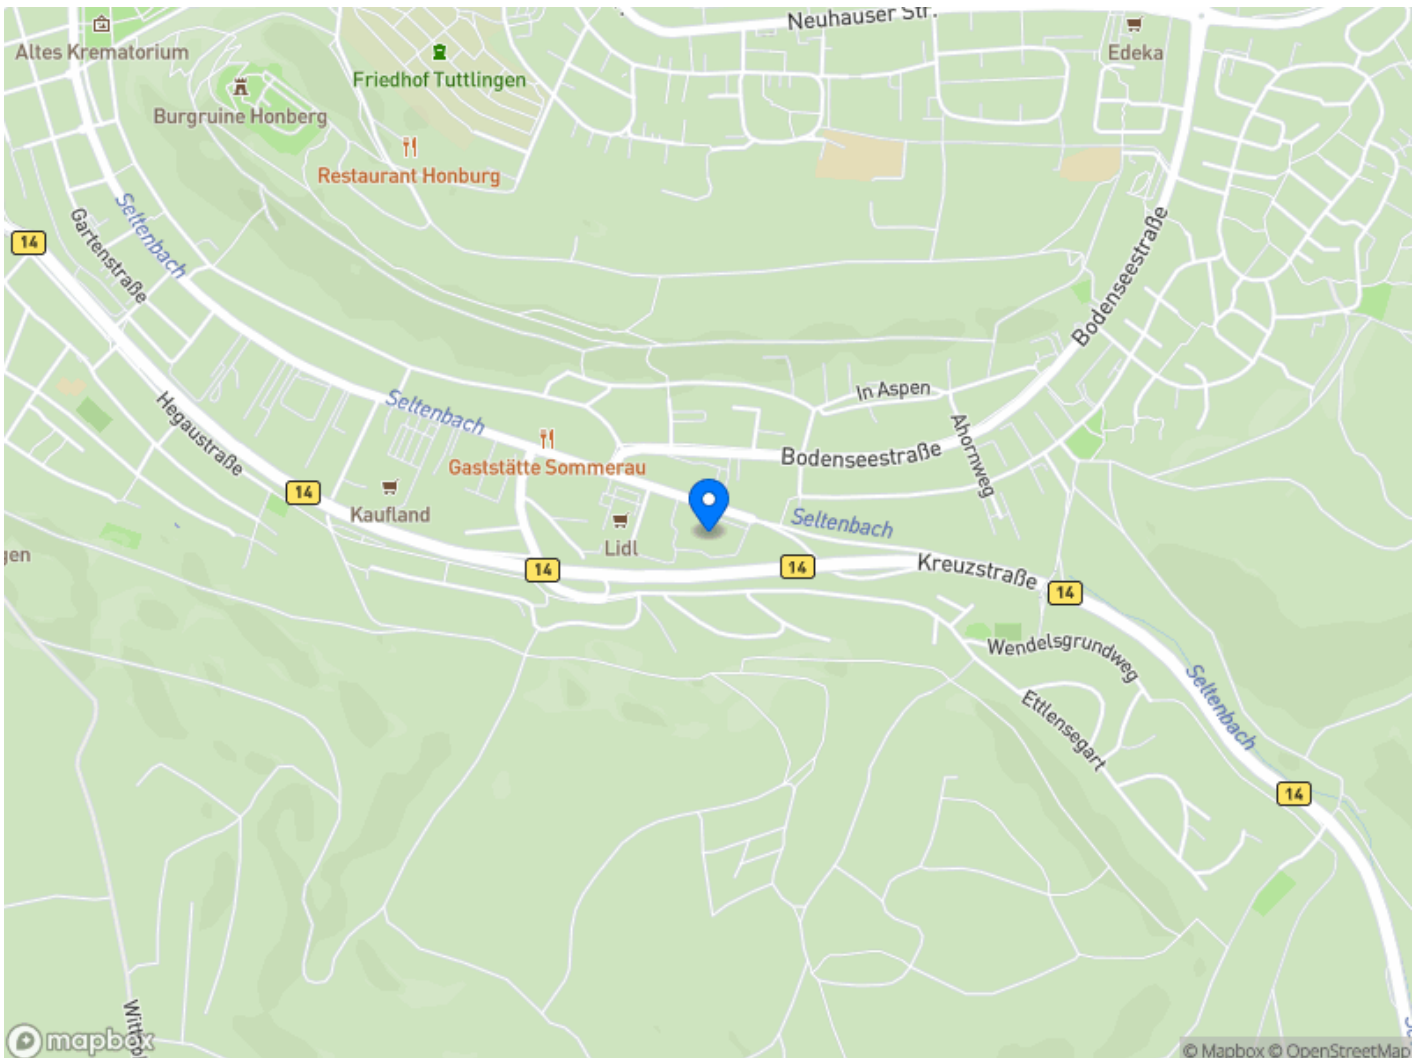 Neuhauser Str.
Altes Krematorium
Edeka
Friedhof Tuttlingen
Burgruine Honberg
Restaurant Honburg
Seltenbach
Gartenstraße
14
Bodenseestraße
Hegaustraße
Seltenbach
In Aspen
Ahornweg
Gaststätte Sommerau
Bodenseestraße
14
Kaufland
Lidl
Seltenbach
gen
14
14
Kreuzstraße
14
Wendelsgrundweg
Seltenbach
Ettlensegart
14
mapbox
© Mapbox © OpenStreetMap